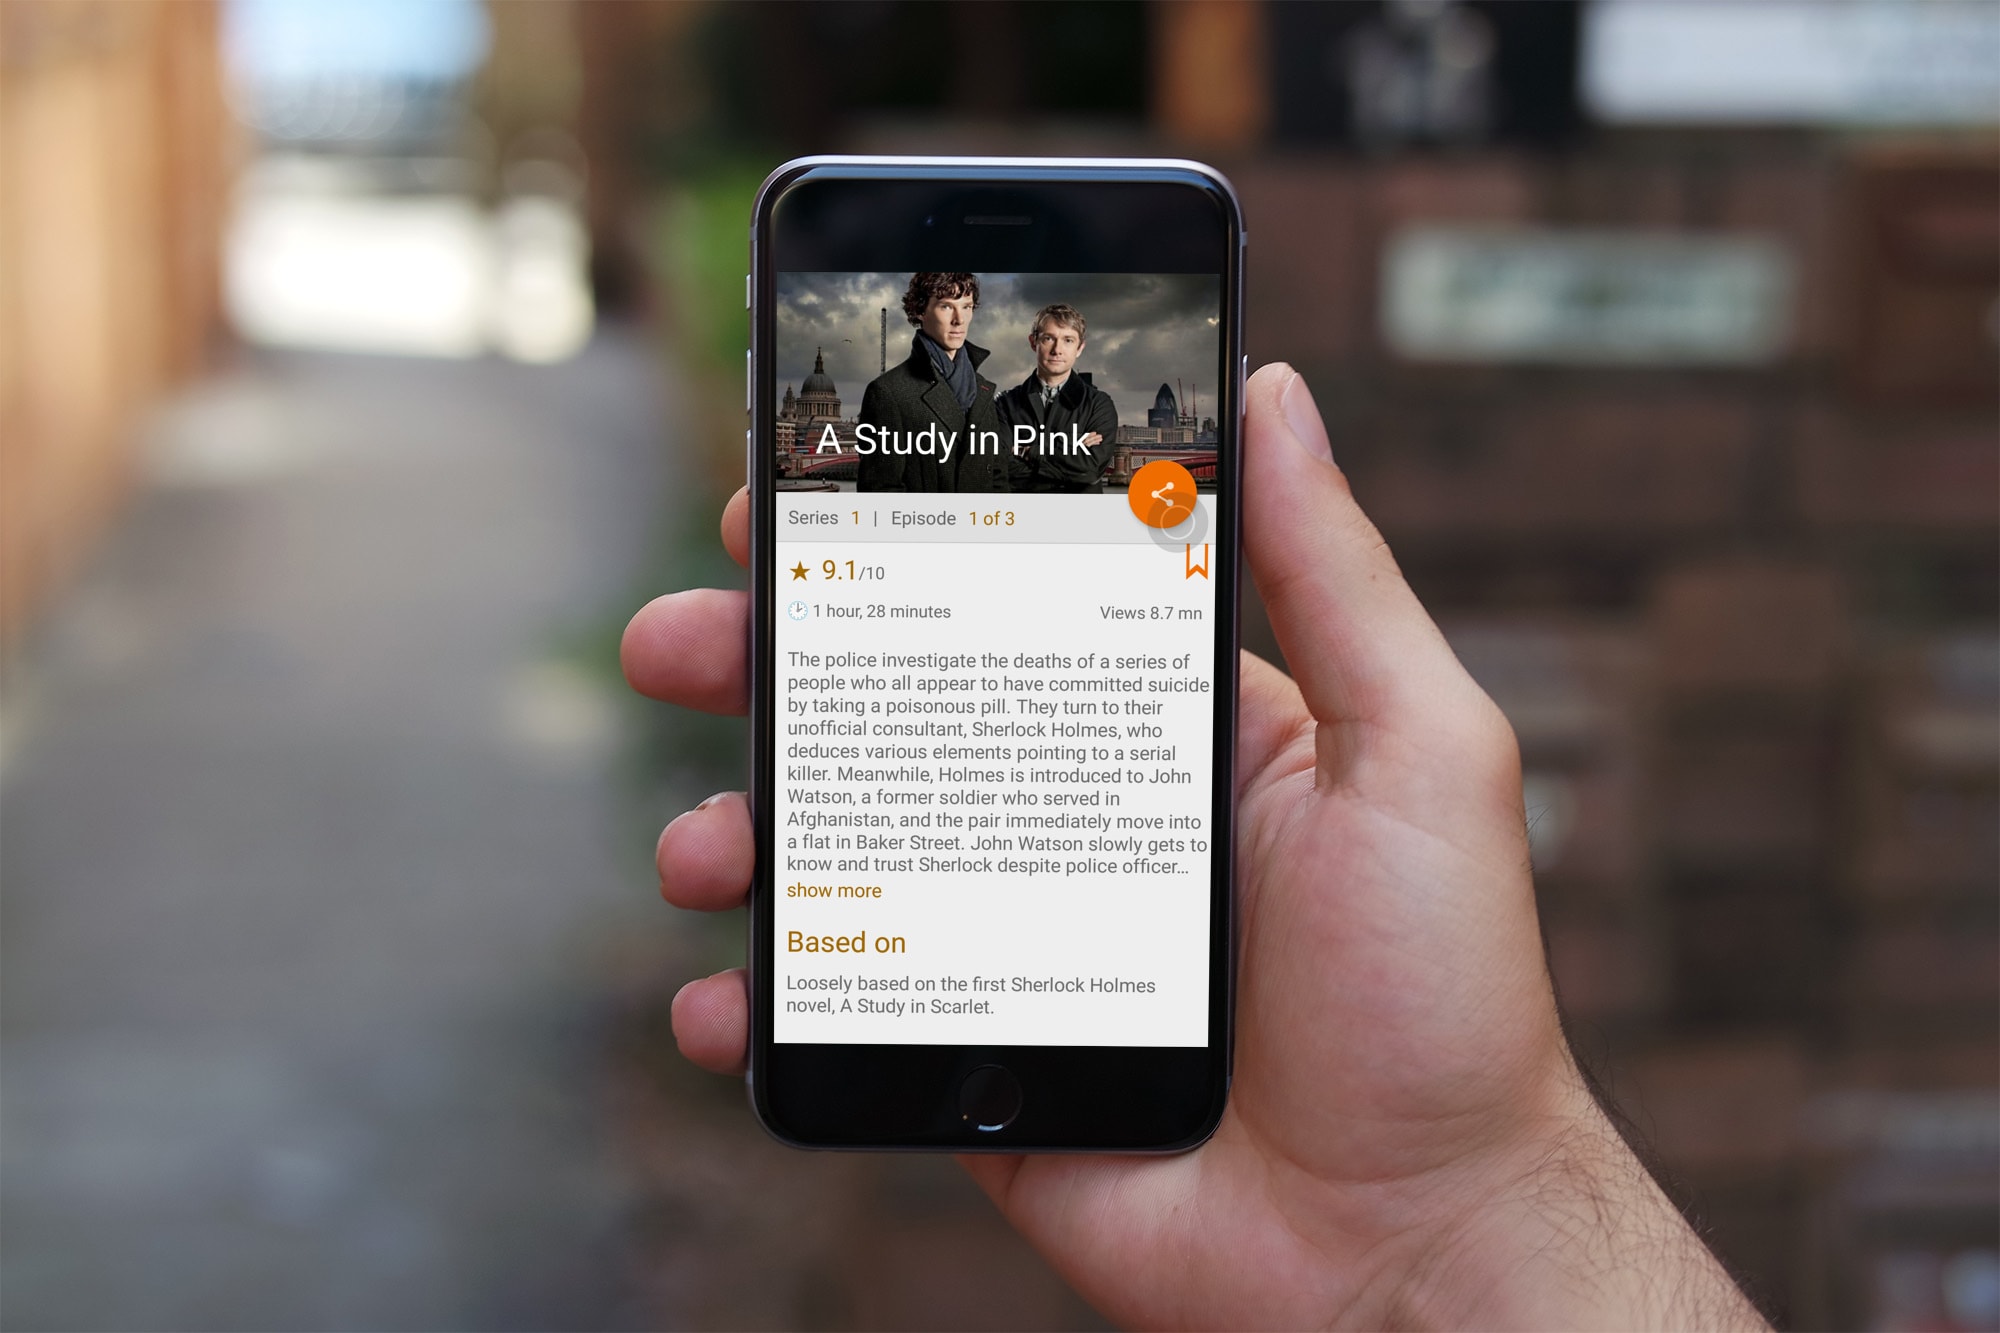 A Study in Pink
Series 1 | Episode 1 of 3
★ 9.1/10
1 hour, 28 minutes
Views 8.7 mn
The police investigate the deaths of a series of
people who all appear to have committed suicide
by taking a poisonous pill. They turn to their
unofficial consultant, Sherlock Holmes, who
deduces various elements pointing to a serial
killer. Meanwhile, Holmes is introduced to John
Watson, a former soldier who served in
Afghanistan, and the pair immediately move into
a flat in Baker Street. John Watson slowly gets to
know and trust Sherlock despite police officer...
show more
Based on
Loosely based on the first Sherlock Holmes
novel, A Study in Scarlet.